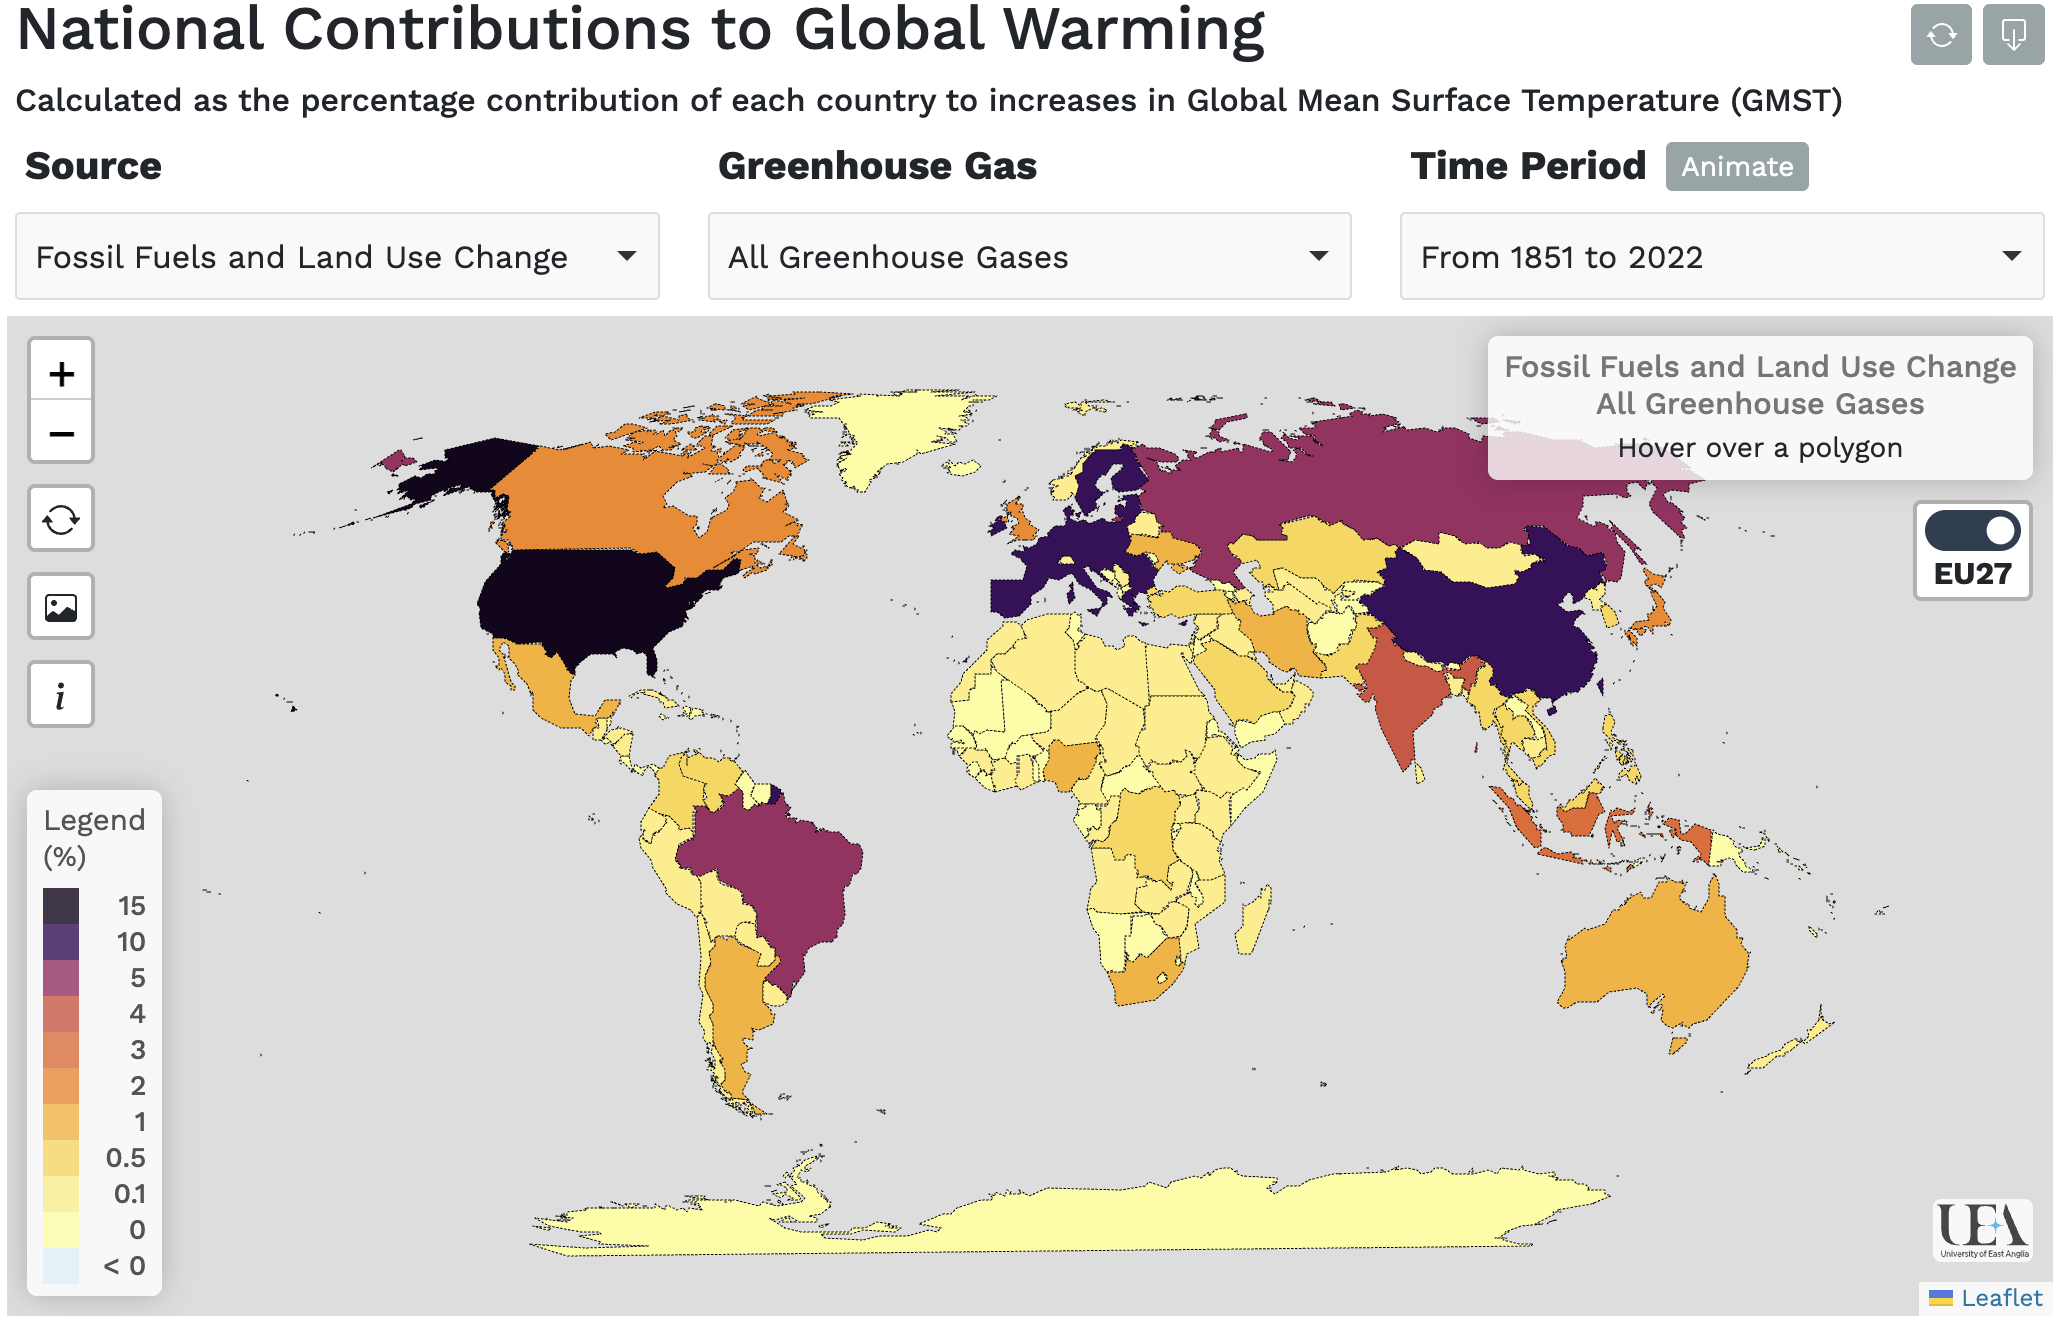 National Contributions to Global Warming
Calculated as the percentage contribution of each country to increases in Global Mean Surface Temperature (GMST)
Source
Greenhouse Gas
Time Period
Animate
Fossil Fuels and Land Use Change
All Greenhouse Gases
From 1851 to 2022
+
−
i
Fossil Fuels and Land Use Change
All Greenhouse Gases
Hover over a polygon
EU27
Legend
(%)
15
10
5
4
3
2
1
0.5
0.1
0
< 0
UEA
University of East Anglia
Leaflet